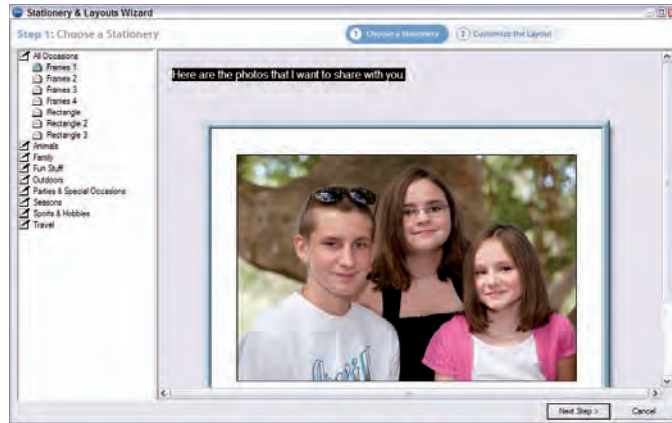 Stationery & Layouts Wizard
Step 1: Choose a Stationery
1 Choose a Stationery
2 Customize the Layout
All Occasions
Frames 1
Frames 2
Frames 3
Frames 4
Rectangle
Rectangle 2
Rectangle 3
Animals
Family
Fun Stuff
Outdoors
Parties & Special Occasions
Seasons
Sports & Hobbies
Travel
Here are the photos that I want to share with you.
Next Step >
Cancel